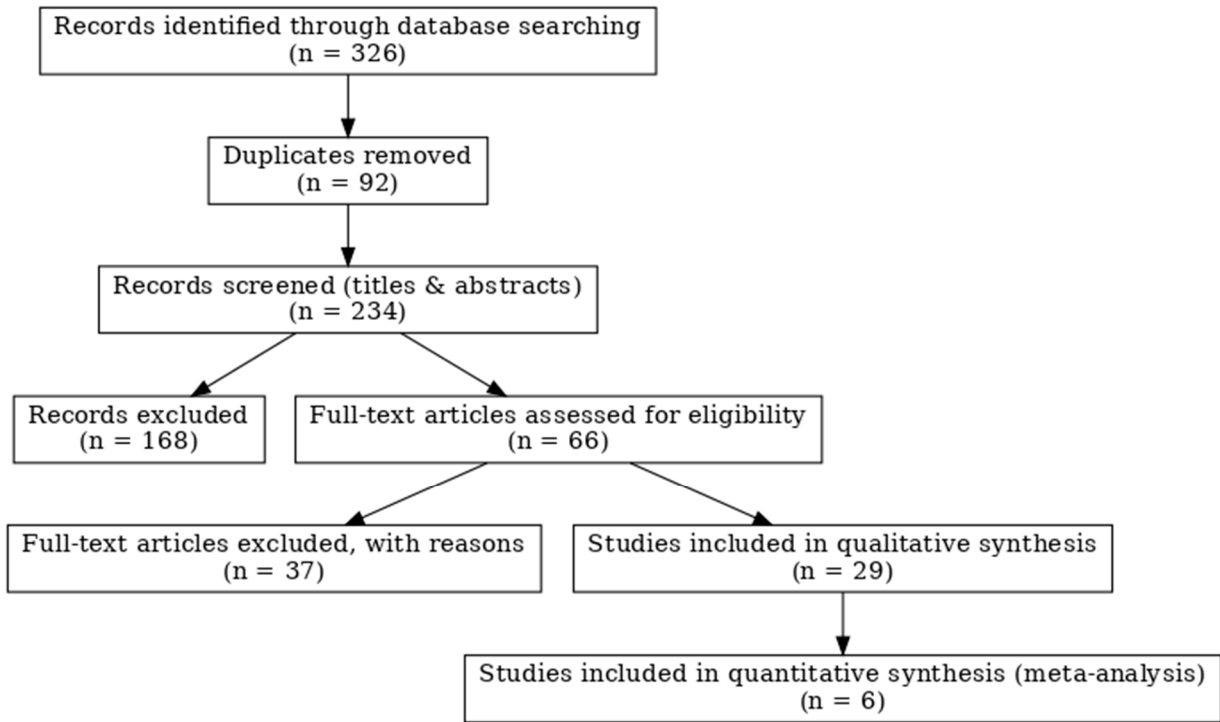 Records identified through database searching
(n = 326)
Duplicates removed
(n = 92)
Records screened (titles & abstracts)
(n = 234)
Records excluded
(n = 168)
Full-text articles assessed for eligibility
(n = 66)
Full-text articles excluded, with reasons
(n = 37)
Studies included in qualitative synthesis
(n = 29)
Studies included in quantitative synthesis (meta-analysis)
(n = 6)